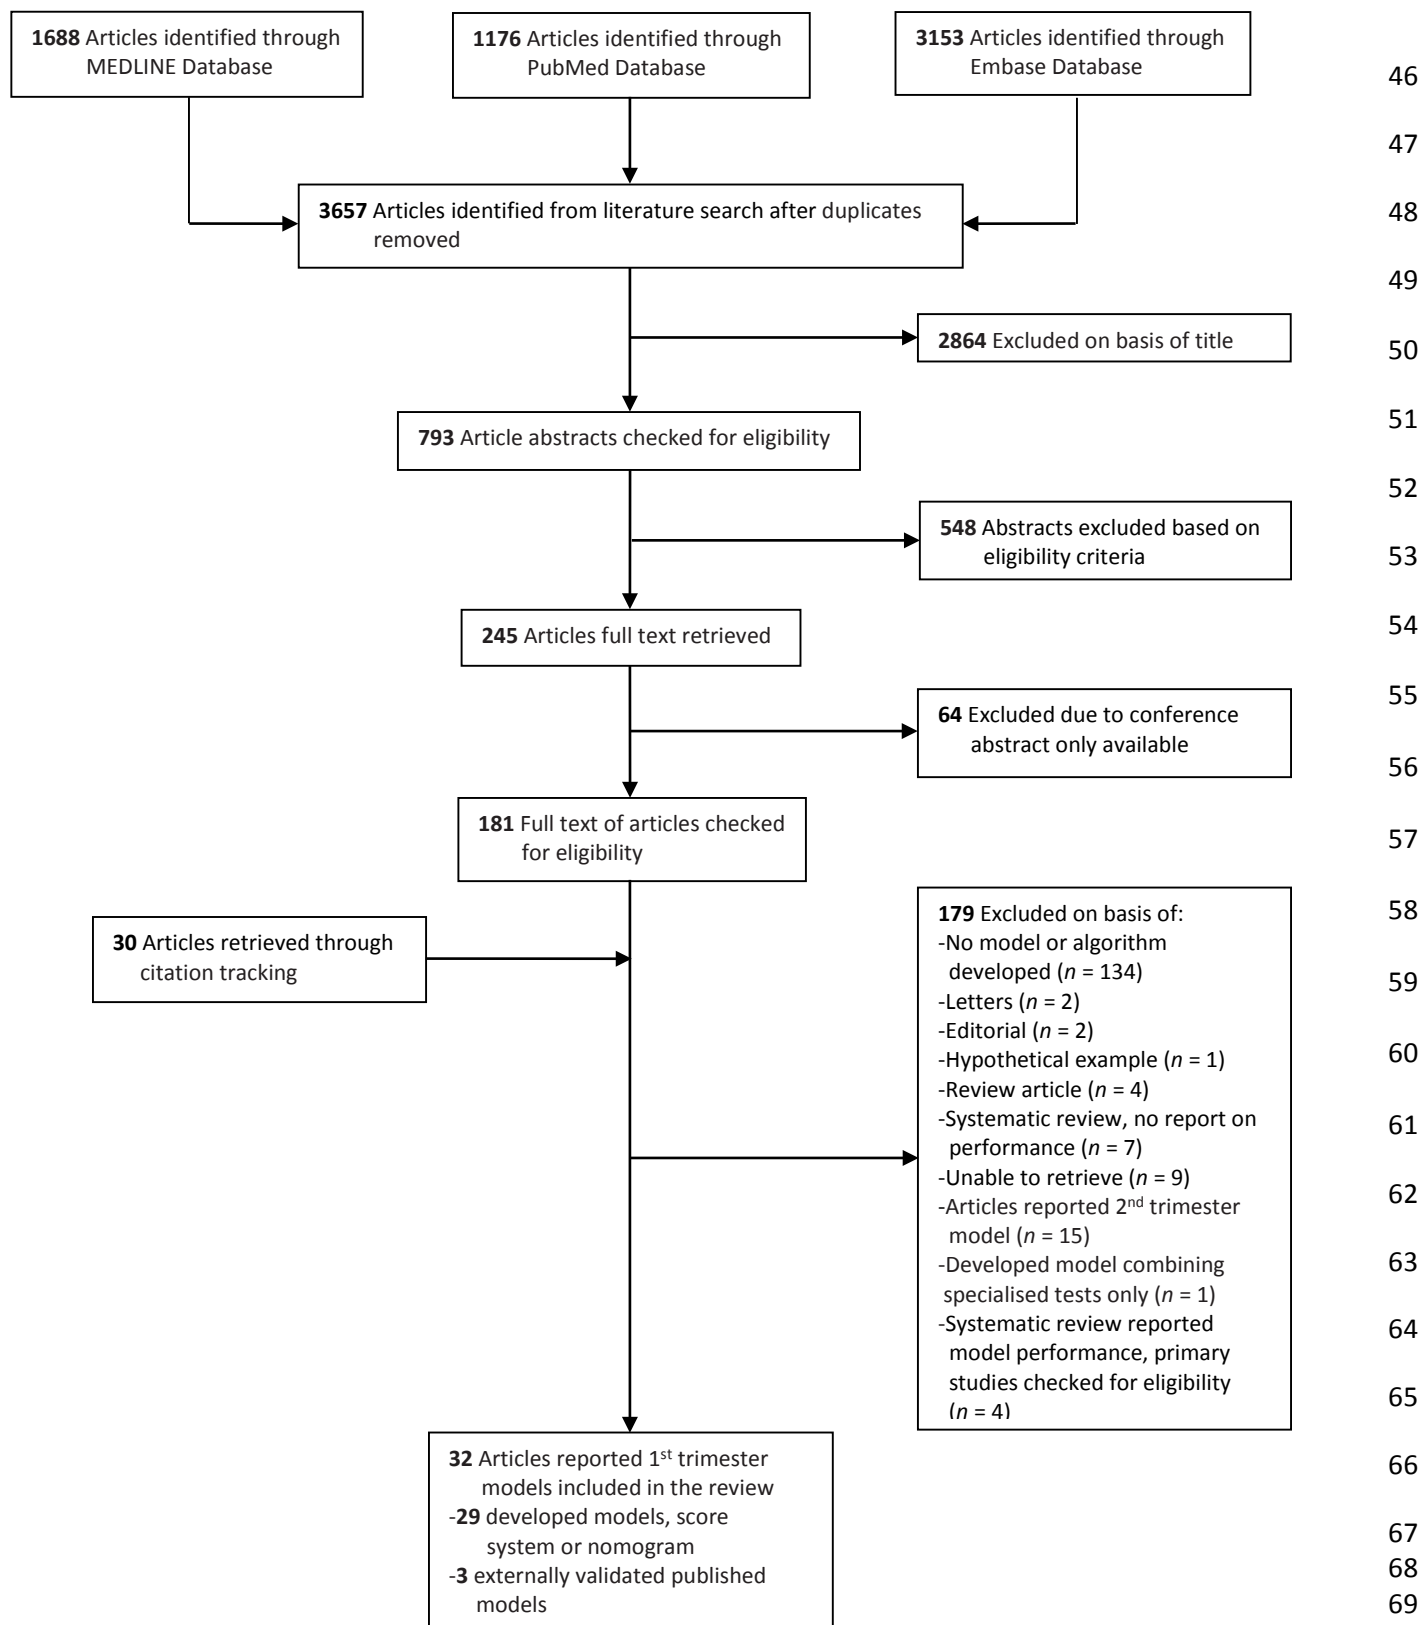 1688 Articles identified through
MEDLINE Database
1176 Articles identified through
PubMed Database
3153 Articles identified through
Embase Database
46
47
3657 Articles identified from literature search after duplicates
removed
48
49
2864 Excluded on basis of title
50
793 Article abstracts checked for eligibility
51
52
548 Abstracts excluded based on
eligibility criteria
53
245 Articles full text retrieved
54
55
64 Excluded due to conference
abstract only available
56
181 Full text of articles checked
for eligibility
57
30 Articles retrieved through
citation tracking
58
179 Excluded on basis of:
-No model or algorithm
developed (n = 134)
-Letters (n = 2)
-Editorial (n = 2)
-Hypothetical example (n = 1)
-Review article (n = 4)
-Systematic review, no report on
performance (n = 7)
-Unable to retrieve (n = 9)
-Articles reported 2nd trimester
model (n = 15)
-Developed model combining
specialised tests only (n = 1)
-Systematic review reported
model performance, primary
studies checked for eligibility
(n = 4)
59
60
61
62
63
64
65
32 Articles reported 1st trimester
models included in the review
-29 developed models, score
system or nomogram
-3 externally validated published
models
66
67
68
69